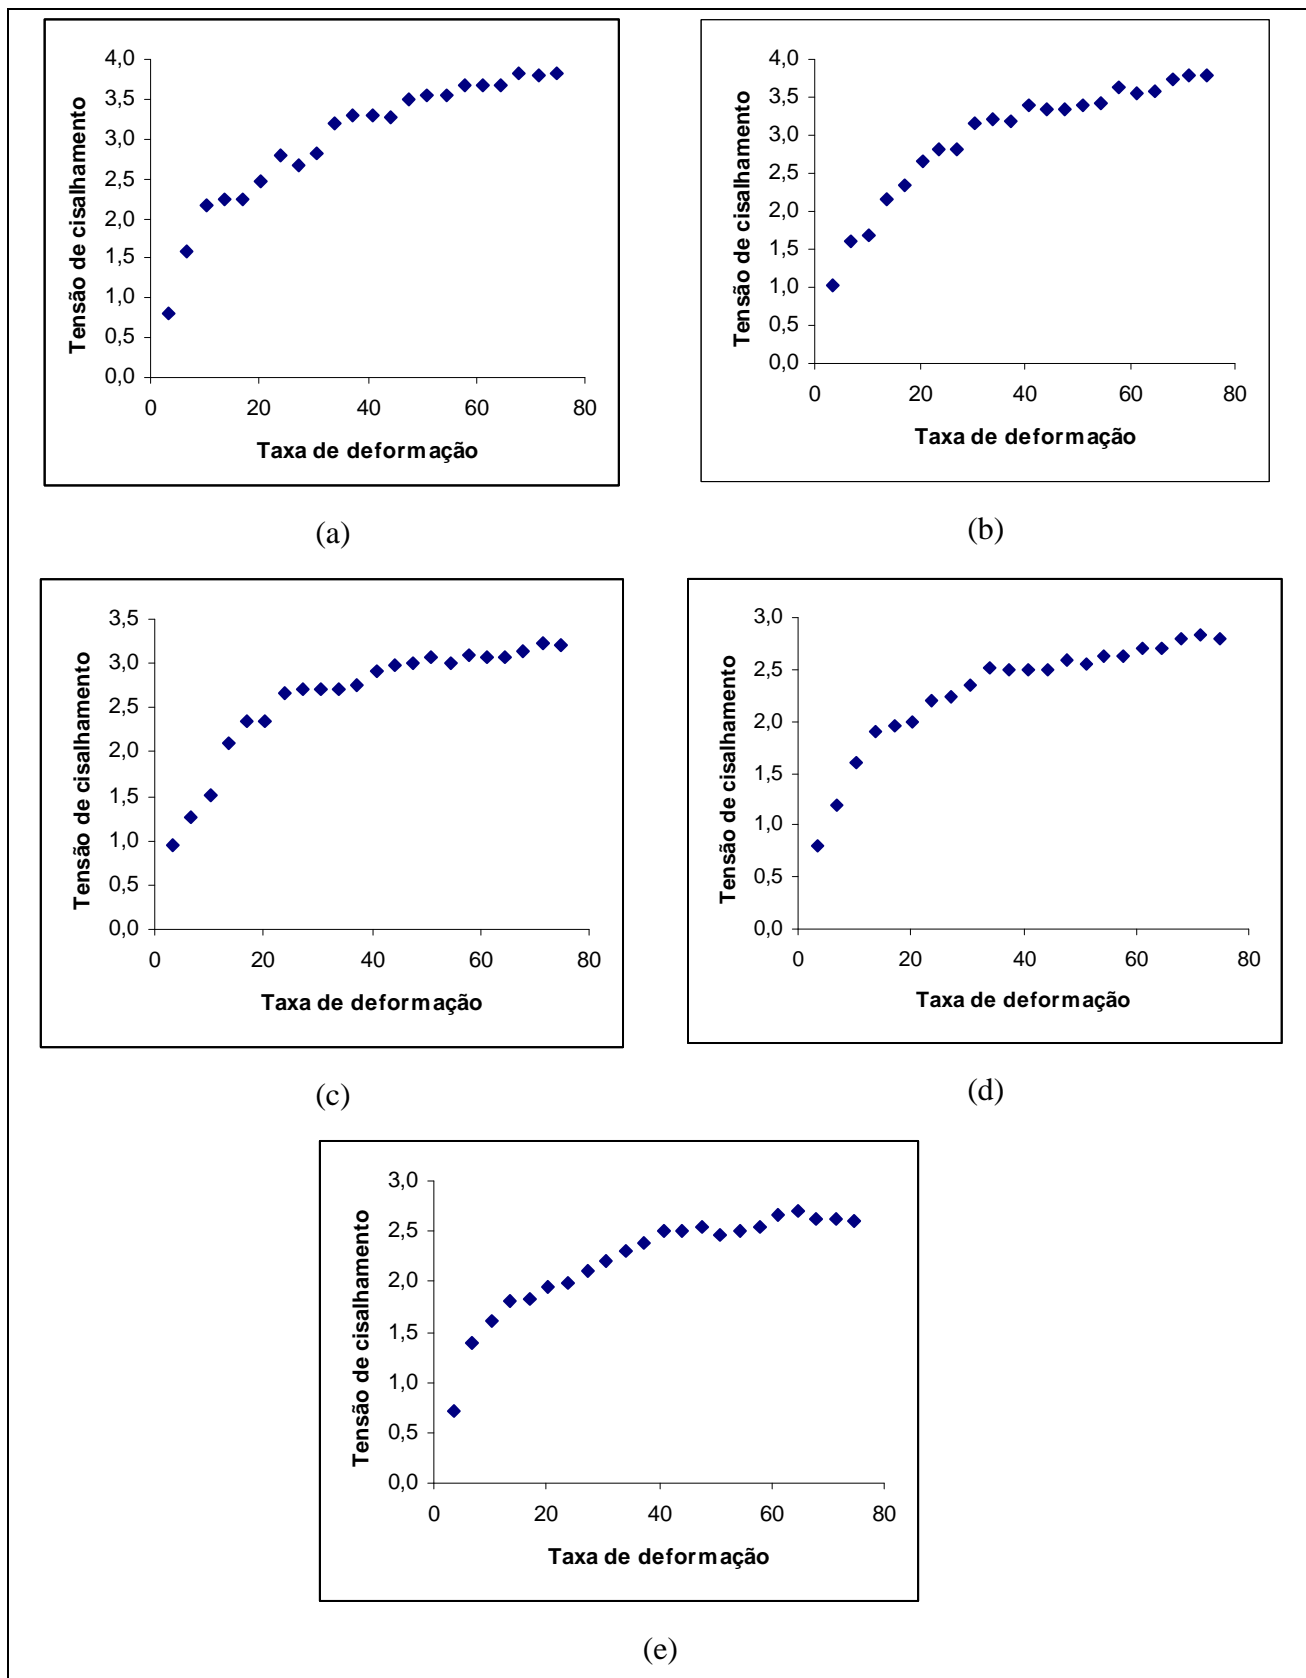 4,0
3,5
3,0
2,5
2,0
1,5
1,0
0,5
0,0
Tensão de cisalhamento
0 20 40 60 80
Taxa de deformação
(a)
4,0
3,5
3,0
2,5
2,0
1,5
1,0
0,5
0,0
Tensão de cisalhamento
0 20 40 60 80
Taxa de deformação
(b)
3,5
3,0
2,5
2,0
1,5
1,0
0,5
0,0
Tensão de cisalhamento
0 20 40 60 80
Taxa de deformação
(c)
3,0
2,5
2,0
1,5
1,0
0,5
0,0
Tensão de cisalhamento
0 20 40 60 80
Taxa de deformação
(d)
3,0
2,5
2,0
1,5
1,0
0,5
0,0
Tensão de cisalhamento
0 20 40 60 80
Taxa de deformação
(e)